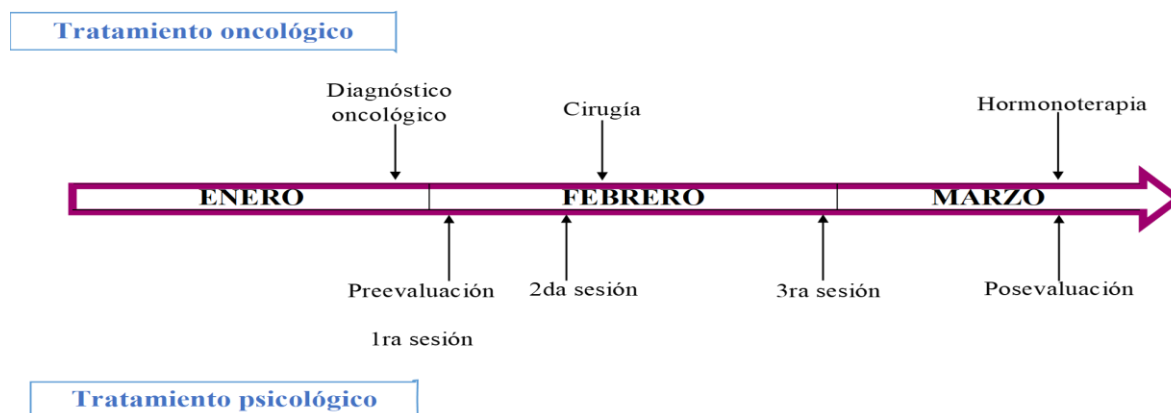 Tratamiento oncológico
Diagnóstico
oncológico
Cirugía
Hormonoterapia
ENERO
FEBRERO
MARZO
Preevaluación
2da sesión
3ra sesión
Posevaluación
1ra sesión
Tratamiento psicológico